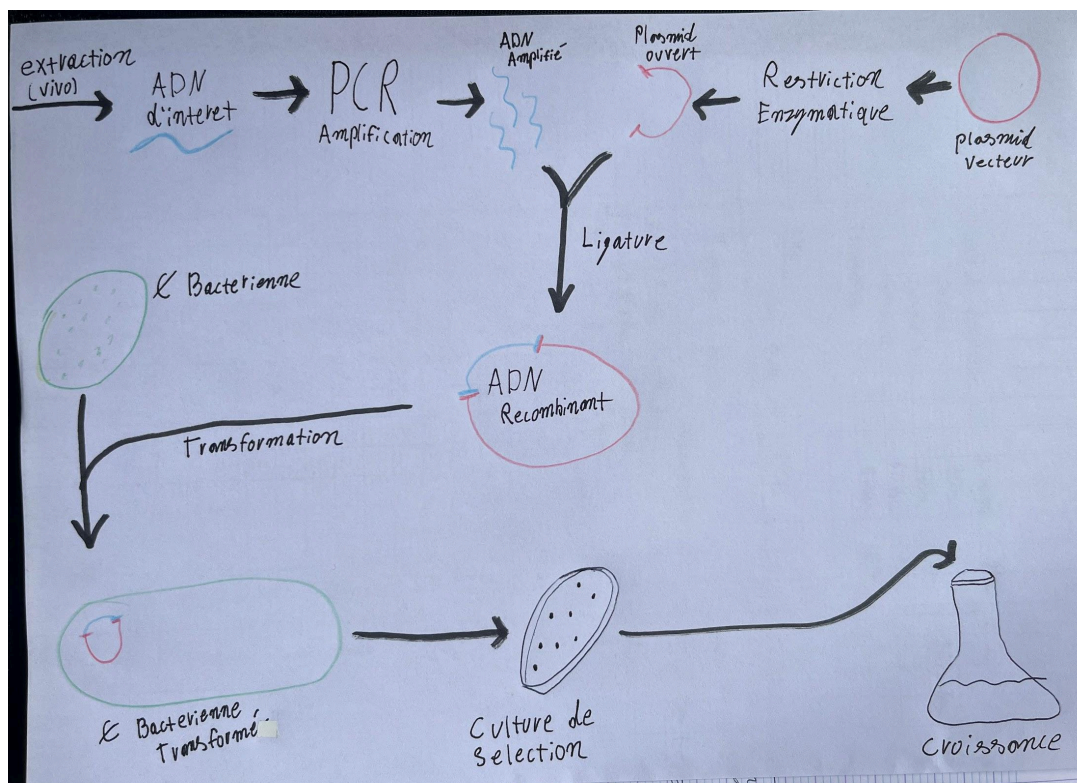 extraction
(vivo)
ADN
d'interet
PCR
Amplification
ADN
Amplifié
Plasmid
ouvert
Restriction
Enzymatique
plasmid
vecteur
Ligature
Bacterienne
ADN
Recombinant
Transformation
Bacterienne
Transformé
Culture de
selection
Croissance